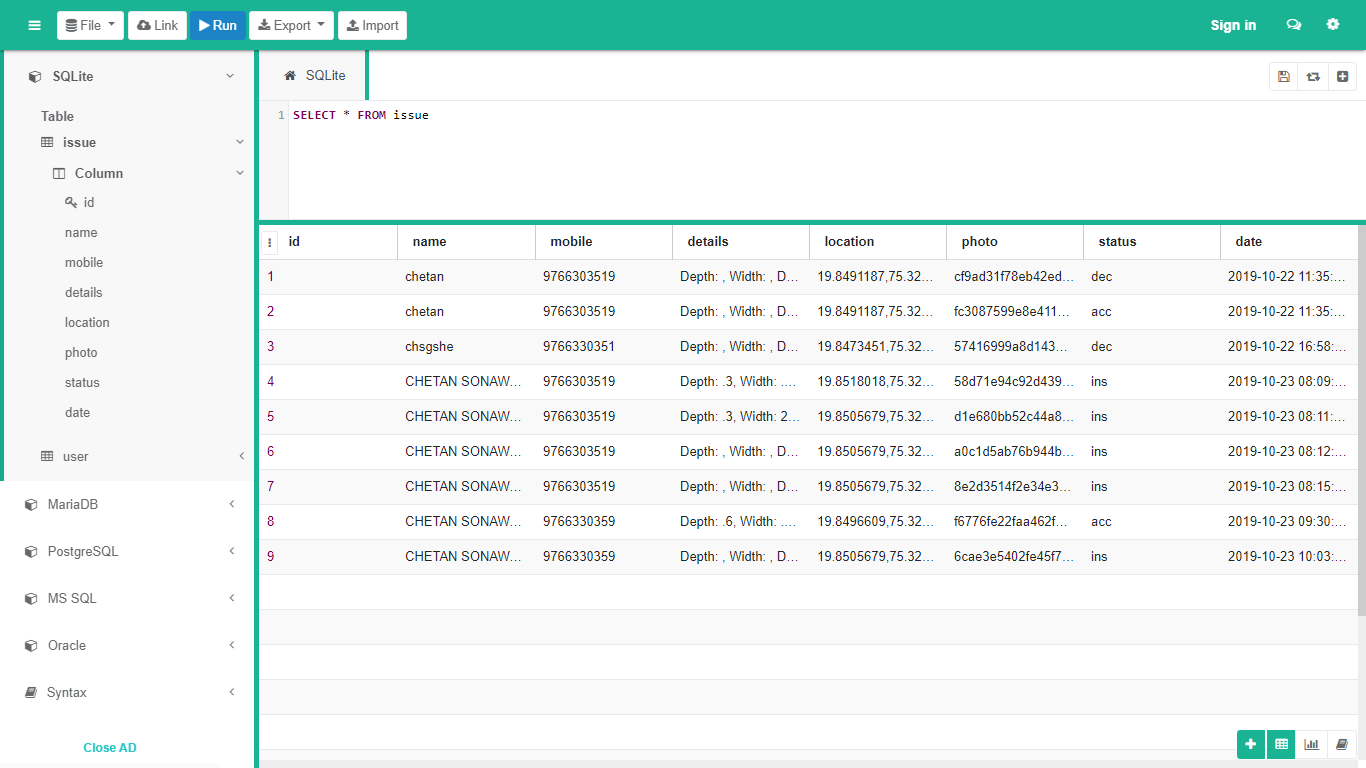 File Link Run Export Import Sign in
SQLite
Table
issue
Column
id
name
mobile
details
location
photo
status
date
user
MariaDB
PostgreSQL
MS SQL
Oracle
Syntax
Close AD
SQLite
1 SELECT * FROM issue
id name mobile details location photo status date
1 chetan 9766303519 Depth: , Width: , D... 19.8491187,75.32... cf9ad31f78eb42ed... dec 2019-10-22 11:35:...
2 chetan 9766303519 Depth: , Width: , D... 19.8491187,75.32... fc3087599e8e411... acc 2019-10-22 11:35:...
3 chsgshe 9766330351 Depth: , Width: , D... 19.8473451,75.32... 57416999a8d143... dec 2019-10-22 16:58:...
4 CHETAN SONAW... 9766303519 Depth: .3, Width: .... 19.8518018,75.32... 58d71e94c92d439... ins 2019-10-23 08:09:...
5 CHETAN SONAW... 9766303519 Depth: .3, Width: 2... 19.8505679,75.32... d1e680bb52c44a8... ins 2019-10-23 08:11:...
6 CHETAN SONAW... 9766303519 Depth: , Width: , D... 19.8505679,75.32... a0c1d5ab76b944b... ins 2019-10-23 08:12:...
7 CHETAN SONAW... 9766303519 Depth: , Width: , D... 19.8505679,75.32... 8e2d3514f2e34e3... ins 2019-10-23 08:15:...
8 CHETAN SONAW... 9766330359 Depth: .6, Width: .... 19.8496609,75.32... f6776fe22faa462f... acc 2019-10-23 09:30:...
9 CHETAN SONAW... 9766330359 Depth: , Width: , D... 19.8505679,75.32... 6cae3e5402fe45f7... ins 2019-10-23 10:03:...